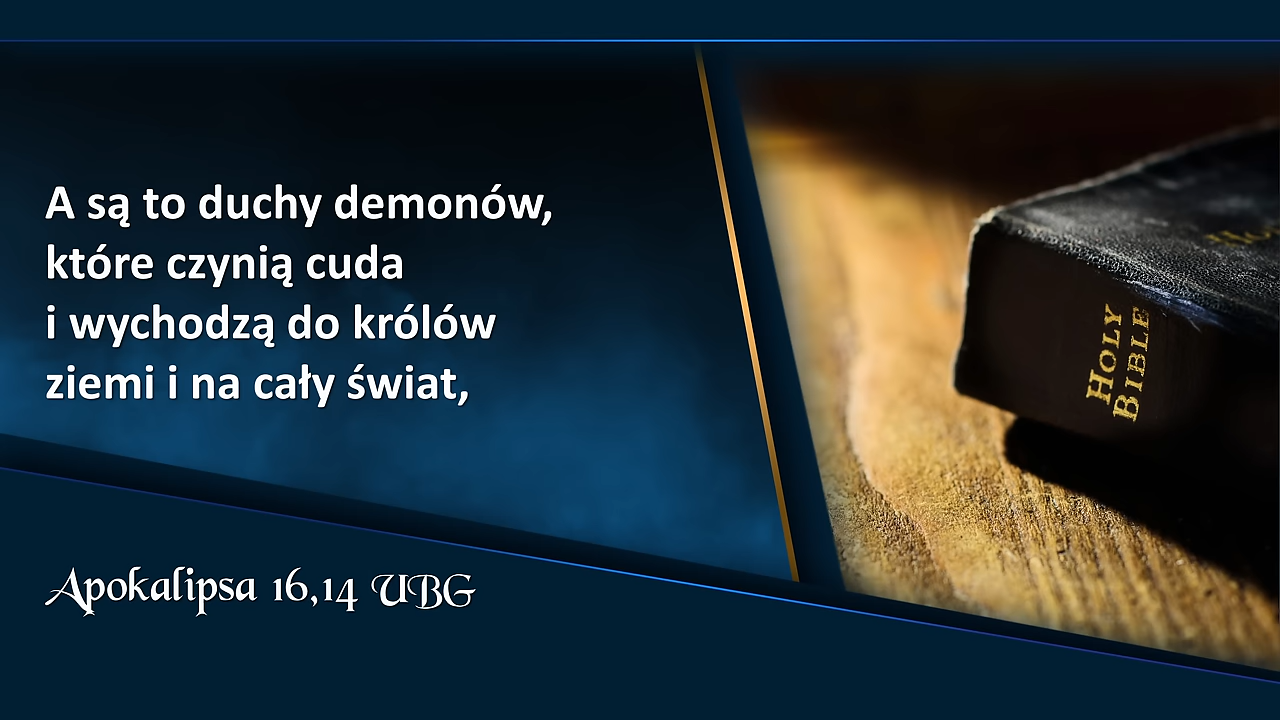 A są to duchy demonów,
które czynią cuda
i wychodzą do królów
ziemi i na cały świat,
Apokalipsa 16,14 UBG
HOLY
BIBLE